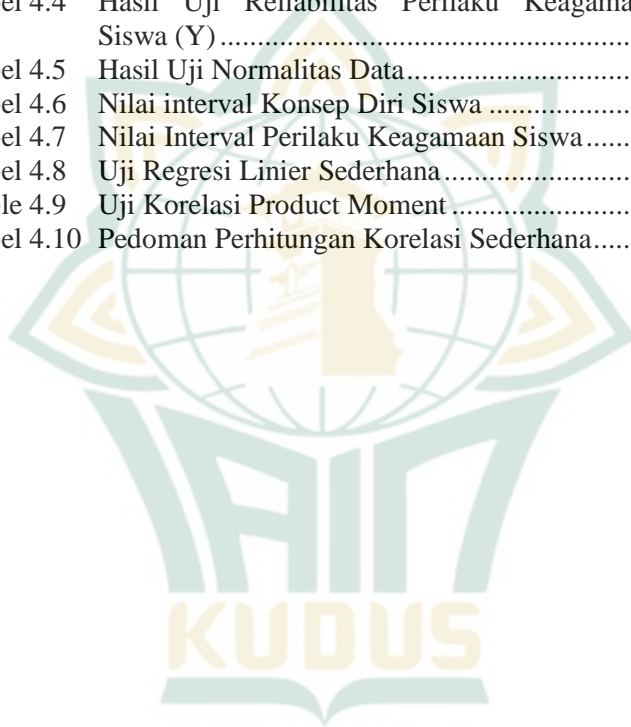 el 4.4 Hasil Uji Reliabilitas Perilaku Keagama
Siswa (Y)
el 4.5 Hasil Uji Normalitas Data
el 4.6 Nilai interval Konsep Diri Siswa
el 4.7 Nilai Interval Perilaku Keagamaan Siswa
el 4.8 Uji Regresi Linier Sederhana
le 4.9 Uji Korelasi Product Moment
el 4.10 Pedoman Perhitungan Korelasi Sederhana
IAIN
KUDUS